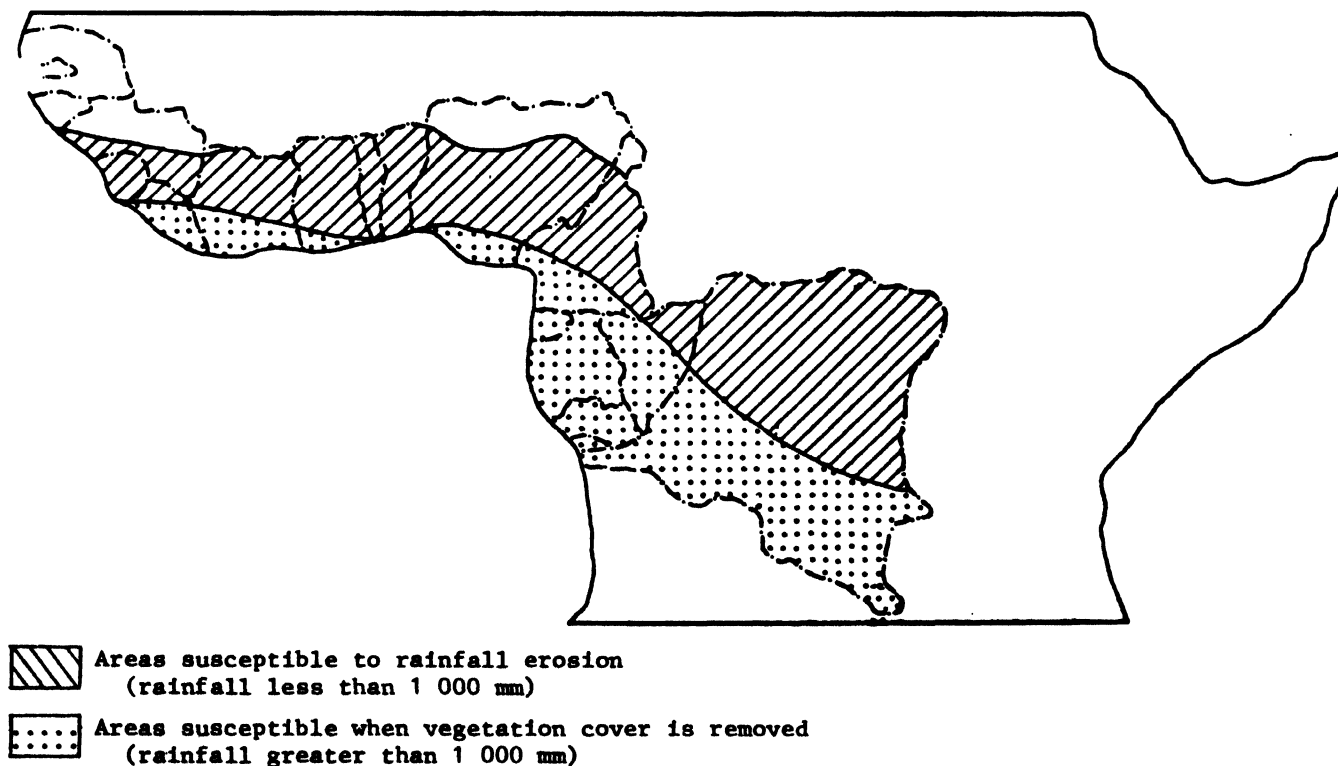 Areas susceptible to rainfall erosion
(rainfall less than 1 000 mm)
Areas susceptible when vegetation cover is removed
(rainfall greater than 1 000 mm)